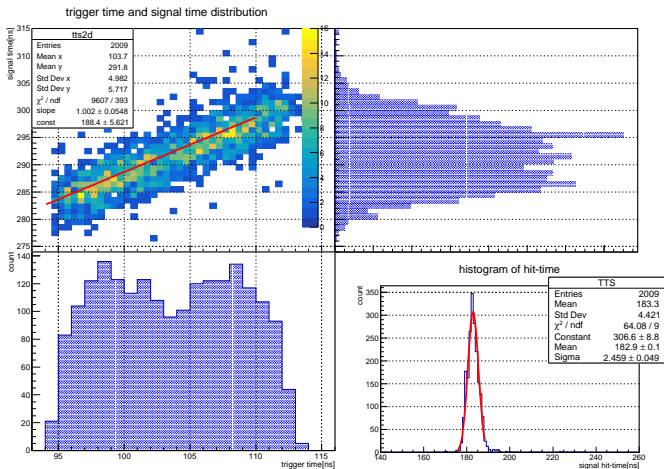 trigger time and signal time distribution
signal time[ns]
315
310
305
300
295
290
285
280
275
tts2d
Entries 2009
Mean x 103.7
Mean y 291.8
Std Dev x 4.982
Std Dev y 5.717
χ² / ndf 9607 / 393
slope 1.002 ± 0.0548
const 188.4 ± 5.621
16
14
12
10
8
6
4
2
0
50
100
150
200
250
count
140
120
100
80
60
40
20
0
95
100
105
110
115
trigger time[ns]
histogram of hit-time
count
350
300
250
200
150
100
50
0
TTS
Entries 2009
Mean 183.3
Std Dev 4.421
χ² / ndf 64.08 / 9
Constant 306.6 ± 8.8
Mean 182.9 ± 0.1
Sigma 2.459 ± 0.049
140
160
180
200
220
240
260
signal hit-time[ns]